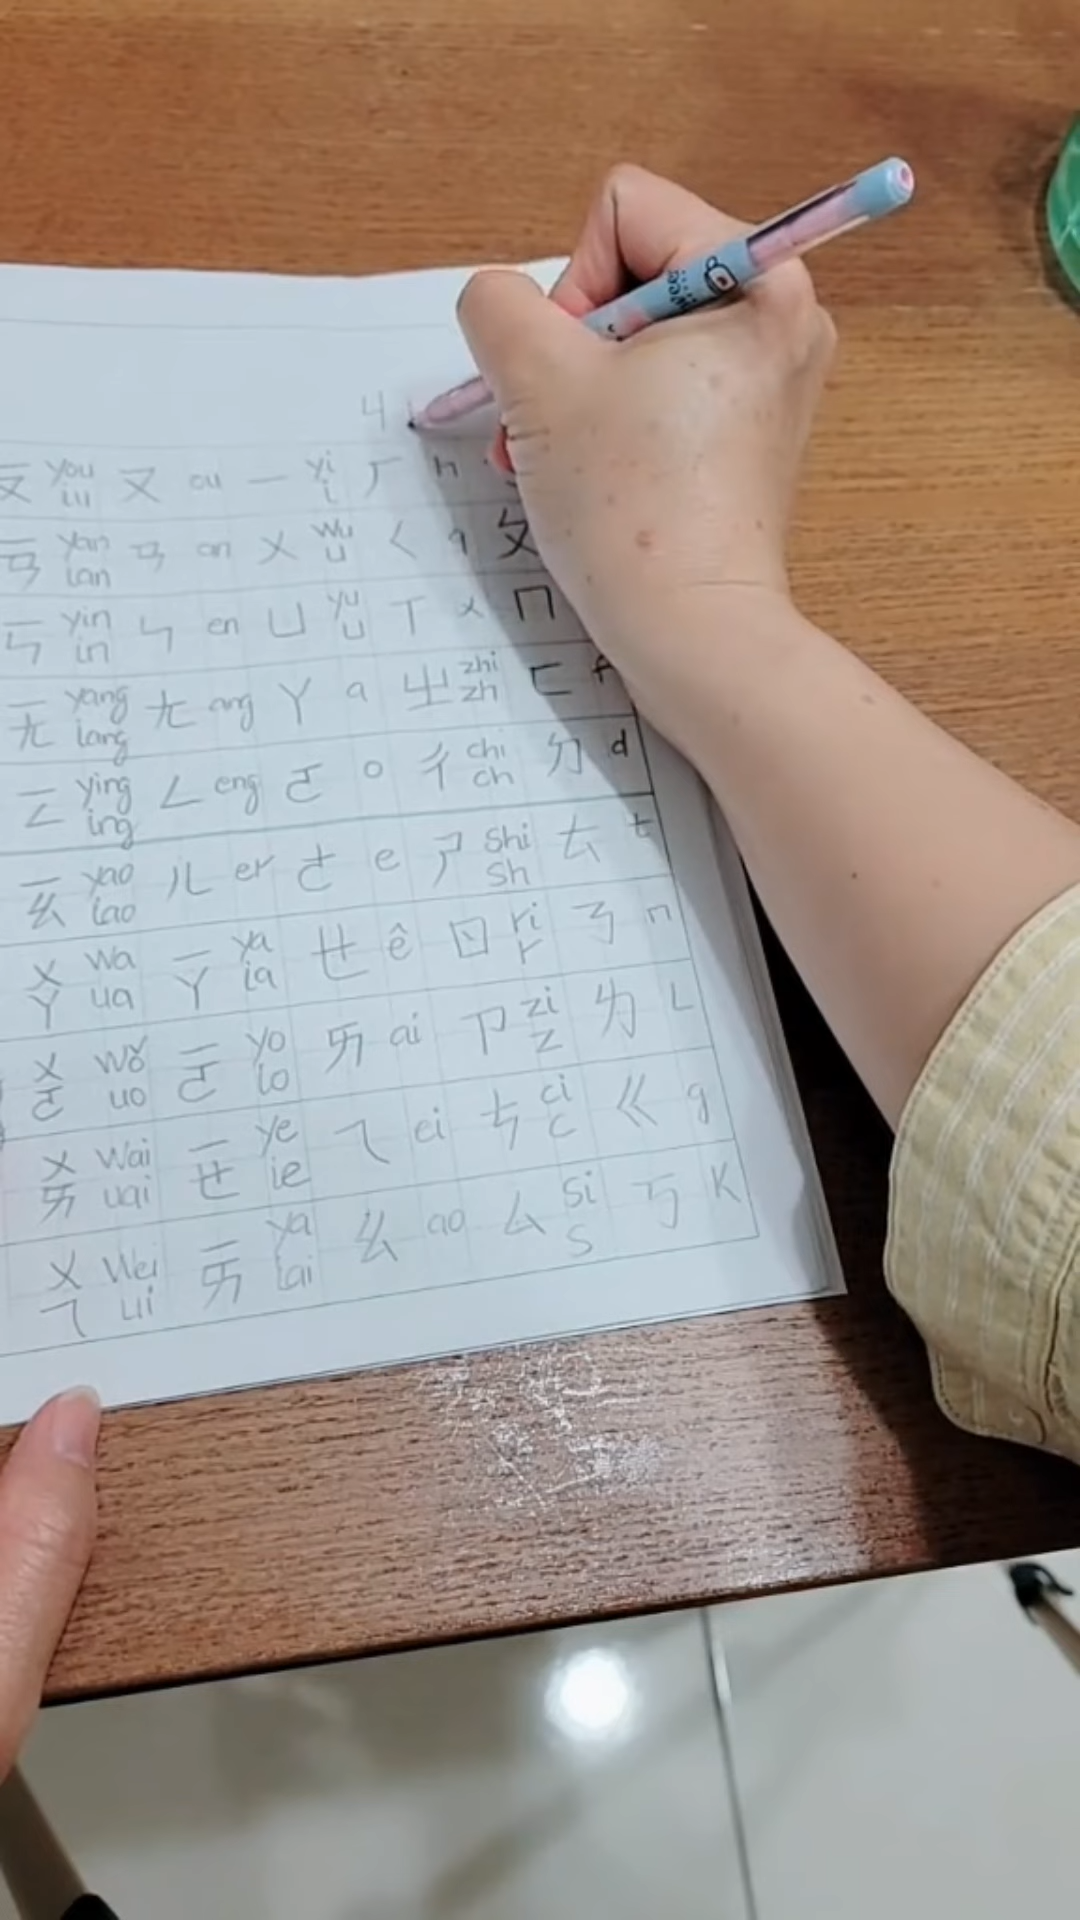 4
ㄧㄡ you iu ㄡ ou ㄧ yi i ㄏ h
ㄧㄢ yan ian ㄢ an ㄨ wu u ㄑ q ㄆ
ㄧㄣ yin in ㄣ en ㄩ yu u ㄒ x ㄇ
ㄧㄤ yang iang ㄤ ang ㄚ a ㄓ zhi zh ㄈ f
ㄧㄥ ying ing ㄥ eng ㄛ o ㄔ chi ch ㄉ d
ㄧㄠ yao iao ㄦ er ㄜ e ㄕ shi sh ㄊ t
ㄨㄚ wa ua ㄧㄚ ya ia ㄝ ê ㄖ ri r ㄋ n
ㄨㄛ wo uo ㄧㄛ yo io ㄞ ai ㄗ zi z ㄌ L
ㄨㄞ wai uai ㄧㄝ ye ie ㄟ ei ㄘ ci c ㄍ g
ㄨㄟ wei ui ㄧㄞ ya iai ㄠ ao ㄙ si s ㄎ K